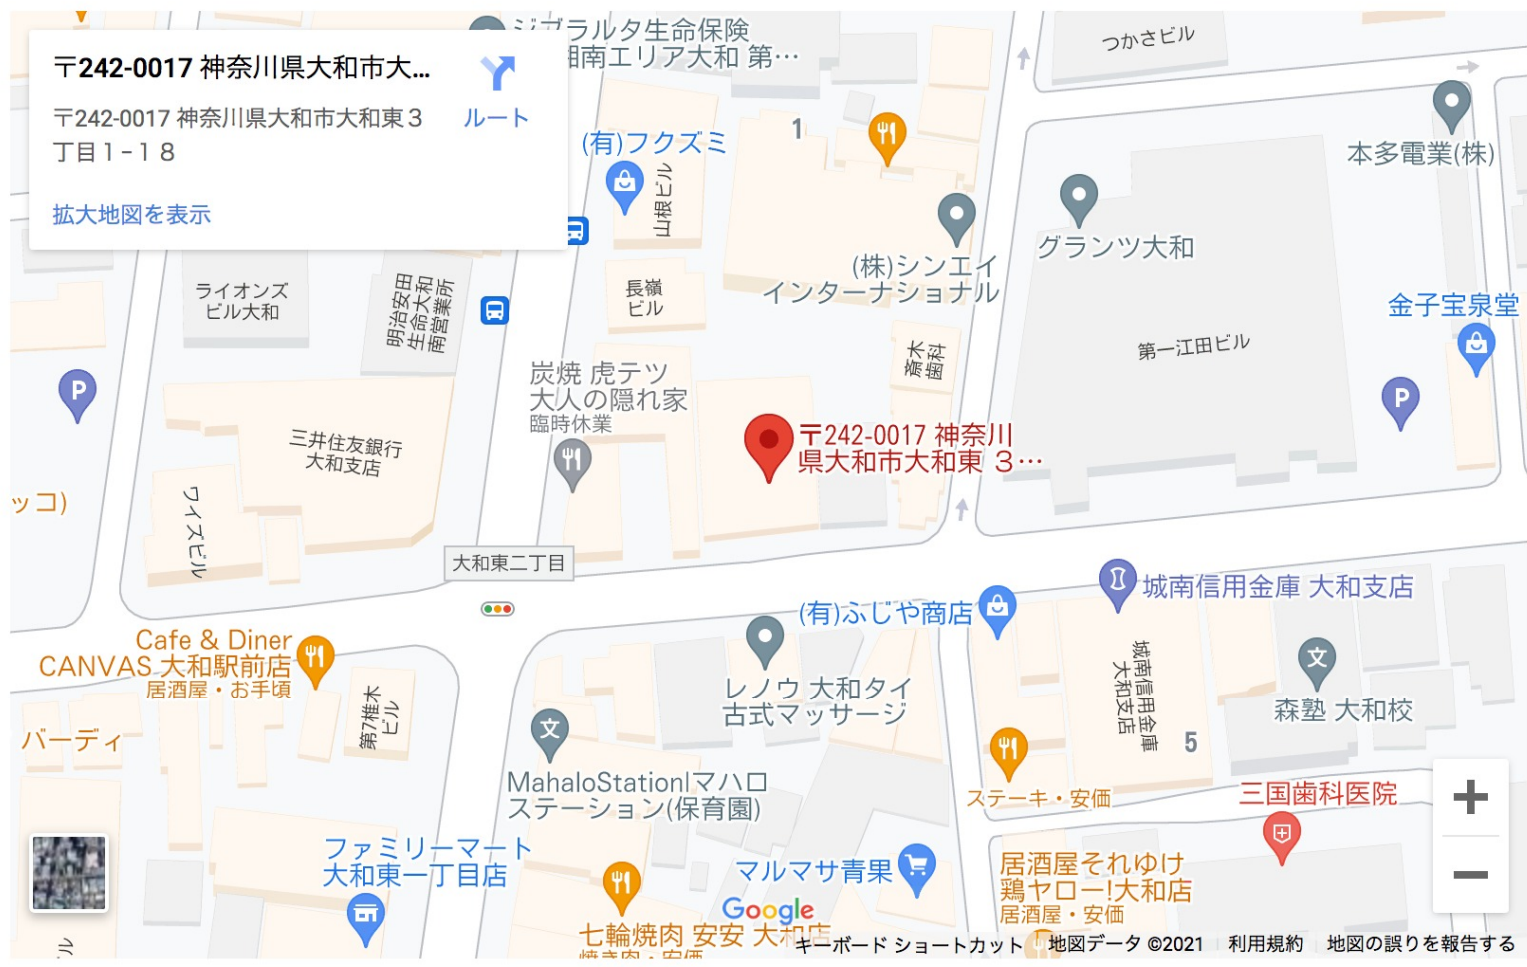 〒242-0017 神奈川県大和市大...
ルート
〒242-0017 神奈川県大和市大和東３
丁目１−１８
拡大地図を表示
ジブラルタ生命保険
湘南エリア大和 第…
つかさビル
本多電業(株)
1
(有)フクズミ
山根ビル
(株)シンエイ
インターナショナル
グランツ大和
ライオンズ
ビル大和
明治安田
生命大和
南営業所
長嶺
ビル
金子宝泉堂
第一江田ビル
斎木
歯科
炭焼 虎テツ
大人の隠れ家
臨時休業
P
P
三井住友銀行
大和支店
〒242-0017 神奈川
県大和市大和東 ３…
ッコ)
ワイズビル
大和東二丁目
城南信用金庫 大和支店
(有)ふじや商店
Cafe & Diner
CANVAS 大和駅前店
居酒屋・お手頃
第7椎木
ビル
バーディ
レノウ 大和タイ
古式マッサージ
城南信用金庫
大和支店
5
文
森塾 大和校
文
MahaloStation|マハロ
ステーション(保育園)
ステーキ・安価
三国歯科医院
ファミリーマート
大和東一丁目店
マルマサ青果
居酒屋それゆけ
鶏ヤロー!大和店
居酒屋・安価
七輪焼肉 安安 大和店
焼き肉・安価
ル
Google
キーボード ショートカット
地図データ ©2021
利用規約
地図の誤りを報告する
+
−